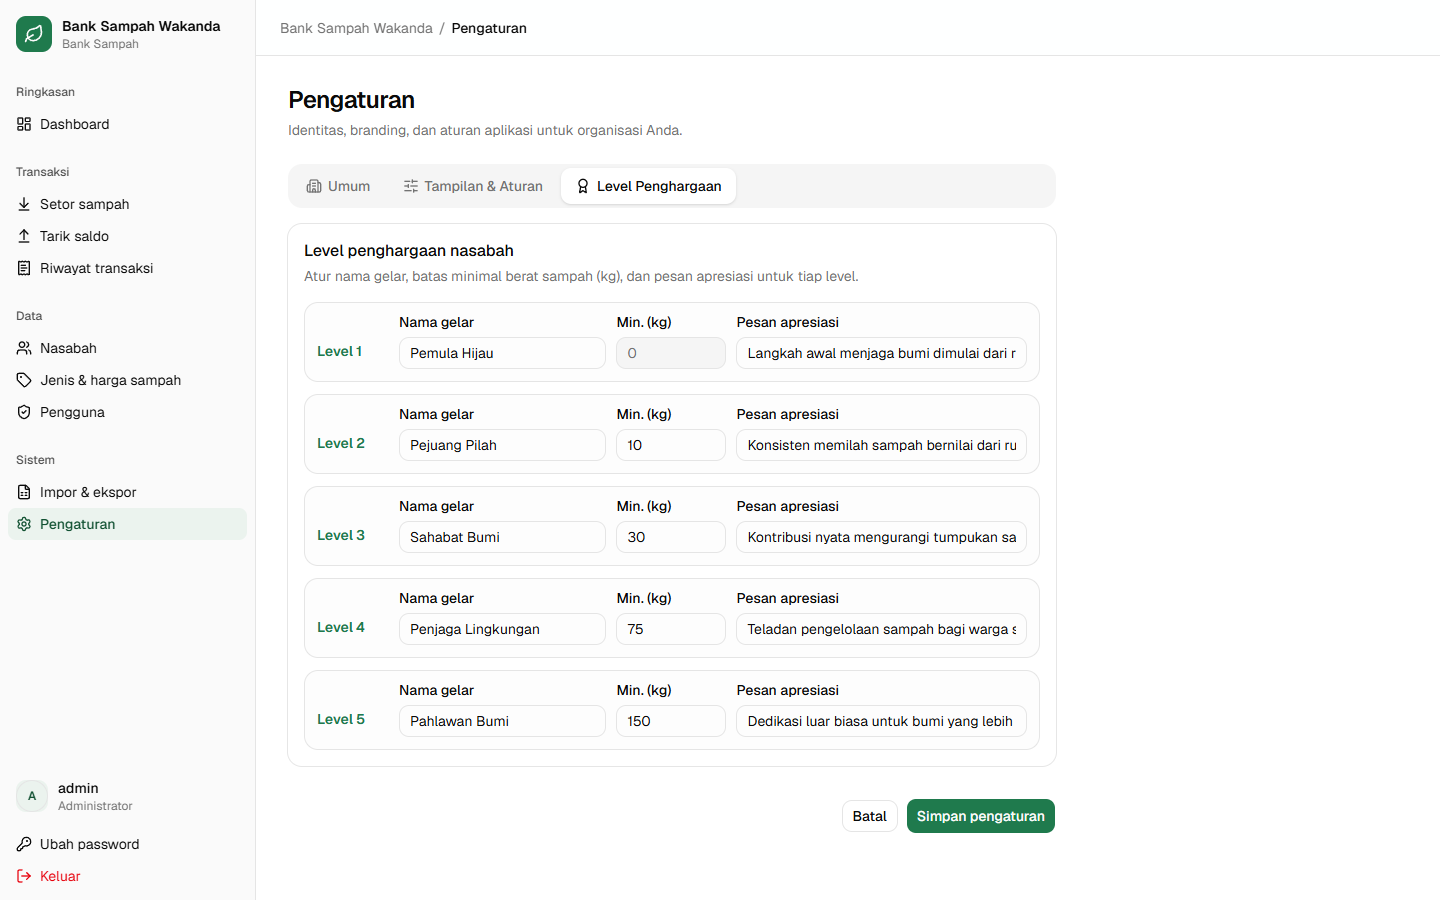 Bank Sampah Wakanda
Bank Sampah
Ringkasan
Dashboard
Transaksi
Setor sampah
Tarik saldo
Riwayat transaksi
Data
Nasabah
Jenis & harga sampah
Pengguna
Sistem
Impor & ekspor
Pengaturan
A
admin
Administrator
Ubah password
Keluar
Bank Sampah Wakanda / Pengaturan
Pengaturan
Identitas, branding, dan aturan aplikasi untuk organisasi Anda.
Umum Tampilan & Aturan Level Penghargaan
Level penghargaan nasabah
Atur nama gelar, batas minimal berat sampah (kg), dan pesan apresiasi untuk tiap level.
Nama gelar Min. (kg) Pesan apresiasi
Level 1 Pemula Hijau 0 Langkah awal menjaga bumi dimulai dari
Nama gelar Min. (kg) Pesan apresiasi
Level 2 Pejuang Pilah 10 Konsisten memilah sampah bernilai dari ru
Nama gelar Min. (kg) Pesan apresiasi
Level 3 Sahabat Bumi 30 Kontribusi nyata mengurangi tumpukan sa
Nama gelar Min. (kg) Pesan apresiasi
Level 4 Penjaga Lingkungan 75 Teladan pengelolaan sampah bagi warga s
Nama gelar Min. (kg) Pesan apresiasi
Level 5 Pahlawan Bumi 150 Dedikasi luar biasa untuk bumi yang lebih
Batal Simpan pengaturan